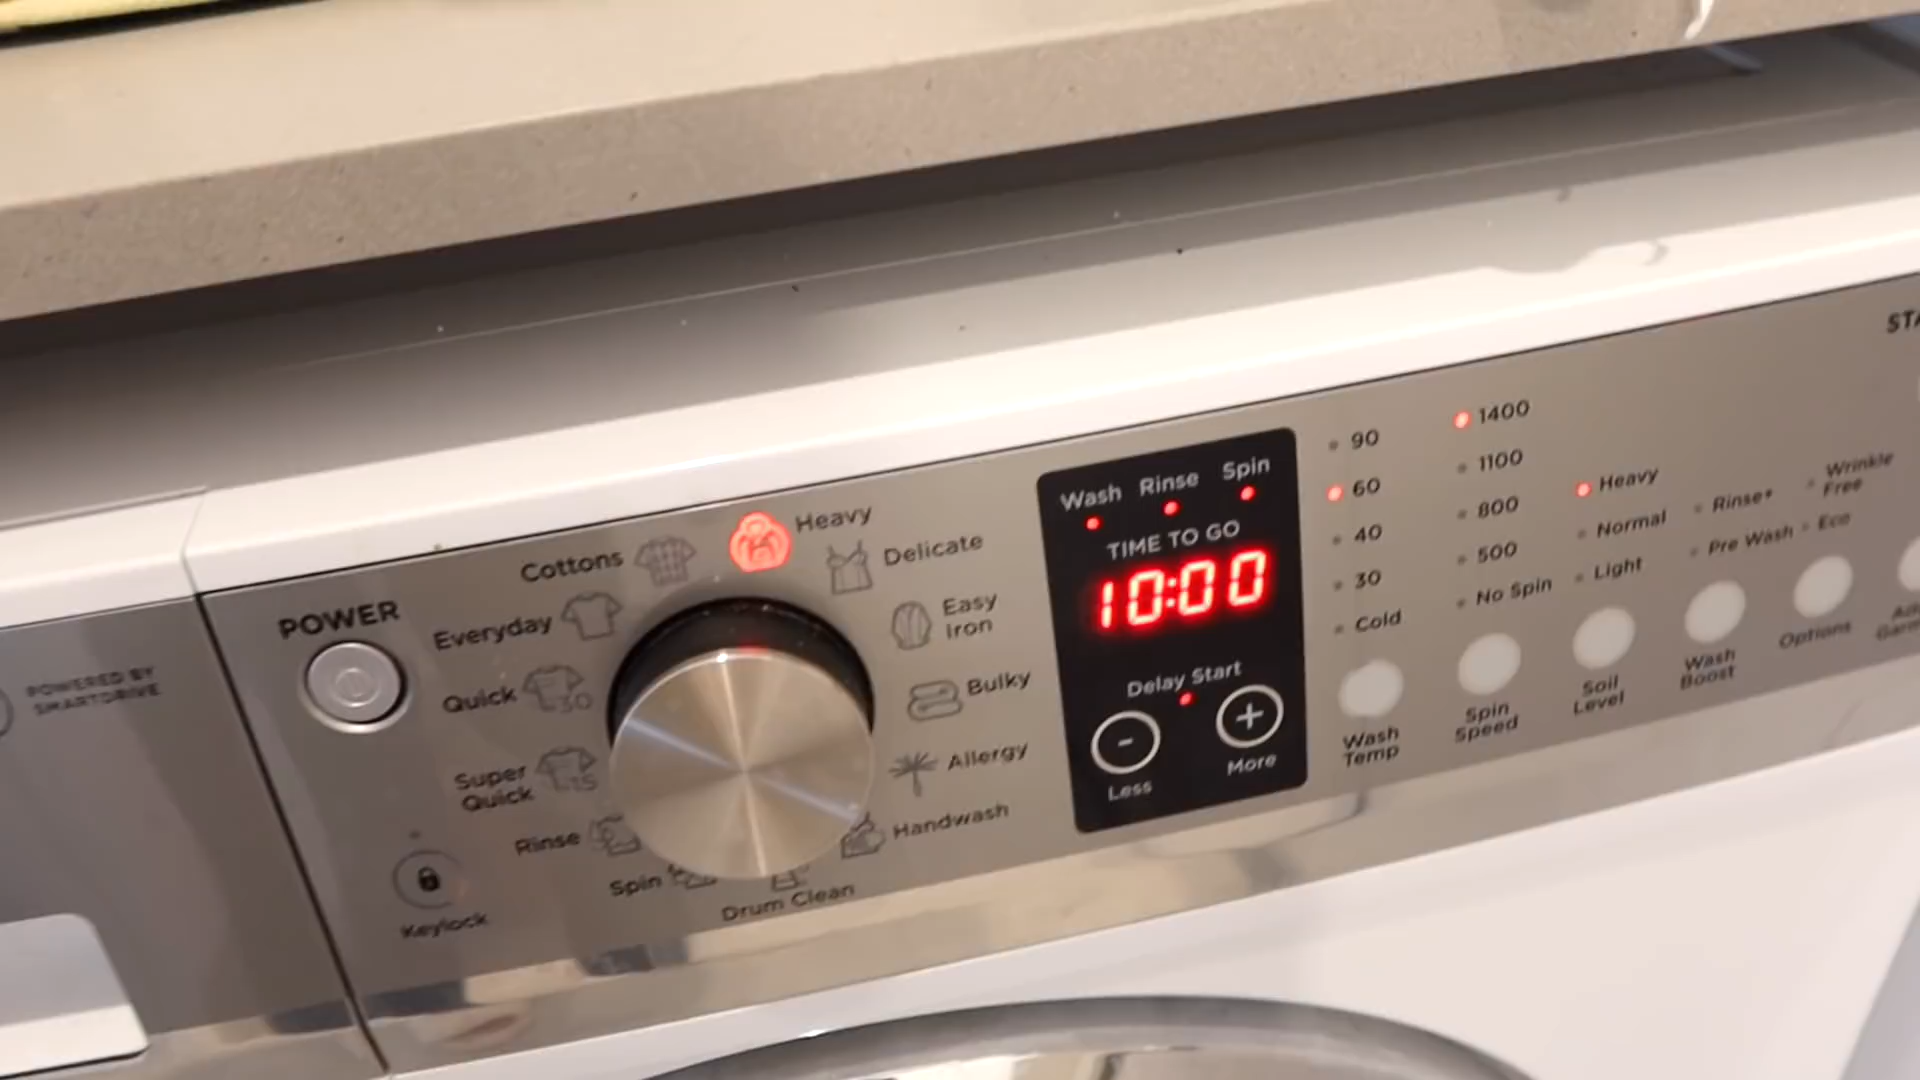 POWERED BY
SMARTDRIVE
POWER
Keylock
Cottons
Everyday
Quick
30
Super
Quick
15
Rinse
Spin
Drum Clean
Heavy
Delicate
Easy
Iron
Bulky
Allergy
Handwash
Wash Rinse Spin
TIME TO GO
10:00
Delay Start
- +
Less More
90
60
40
30
Cold
Wash
Temp
1400
1100
800
500
No Spin
Spin
Speed
Heavy
Normal
Light
Soil
Level
Rinse+
Pre Wash
Wash
Boost
Wrinkle
Free
Eco
Options